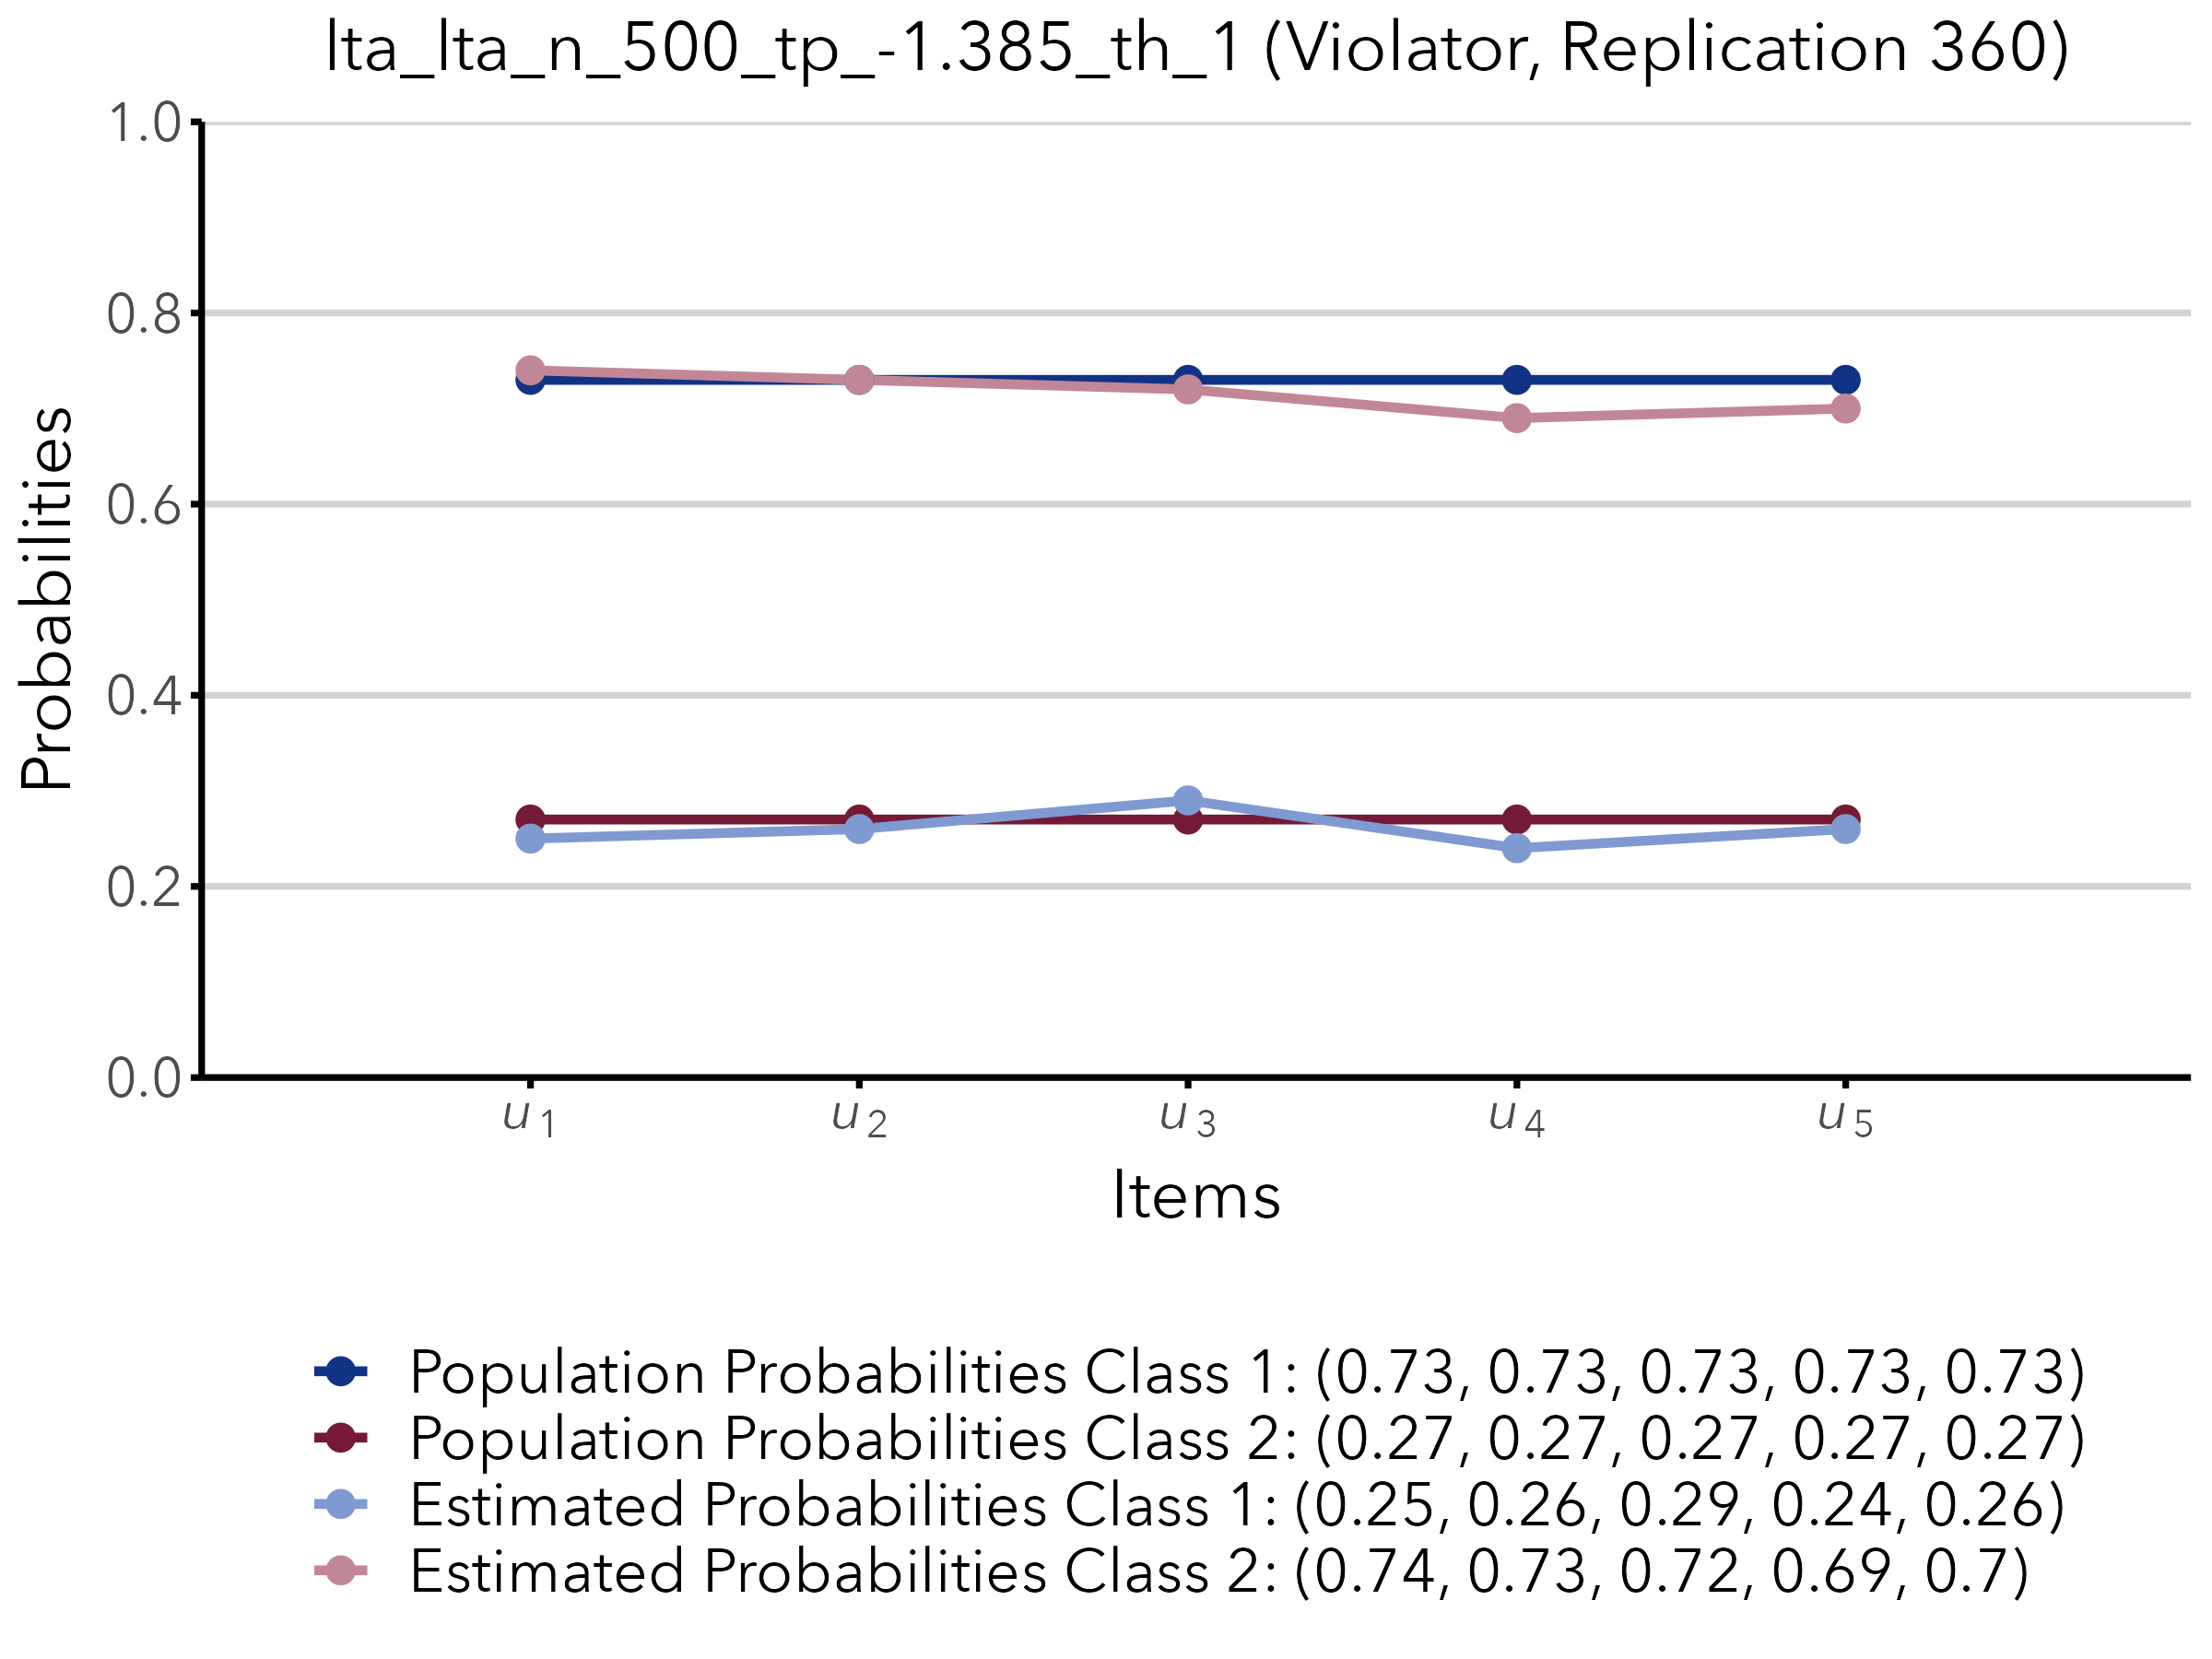 lta_lta_n_500_tp_-1.385_th_1 (Violator, Replication 360)
1.0
0.8
0.6
0.4
0.2
0.0
Probabilities
u1
u2
u3
u4
u5
Items
Population Probabilities Class 1: (0.73, 0.73, 0.73, 0.73, 0.73)
Population Probabilities Class 2: (0.27, 0.27, 0.27, 0.27, 0.27)
Estimated Probabilities Class 1: (0.25, 0.26, 0.29, 0.24, 0.26)
Estimated Probabilities Class 2: (0.74, 0.73, 0.72, 0.69, 0.7)